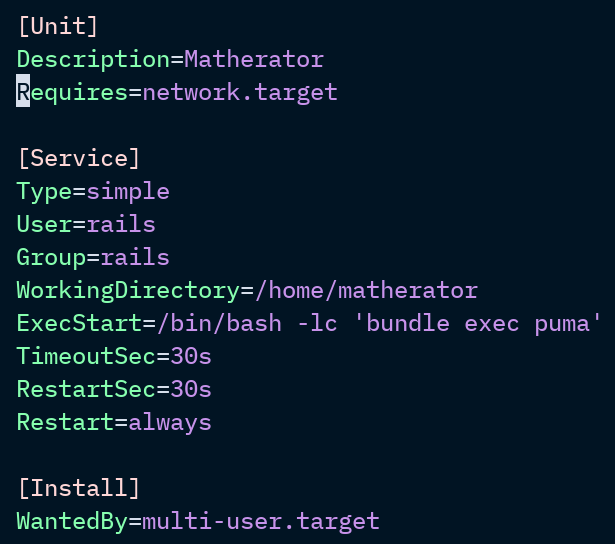 [Unit]
Description=Matherator
Requires=network.target
[Service]
Type=simple
User=rails
Group=rails
WorkingDirectory=/home/matherator
ExecStart=/bin/bash -lc 'bundle exec puma'
TimeoutSec=30s
RestartSec=30s
Restart=always
[Install]
WantedBy=multi-user.target